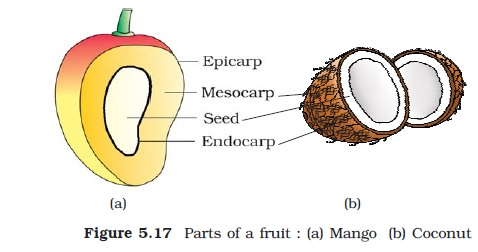 Epicarp
Mesocarp
Seed
Endocarp
(a) (b)
Figure 5.17 Parts of a fruit : (a) Mango (b) Coconut